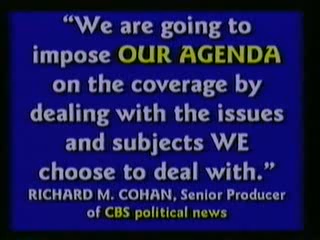 “We are going to
impose OUR AGENDA
on the coverage by
dealing with the issues
and subjects WE
choose to deal with.”
RICHARD M. COHAN, Senior Producer
of CBS political news